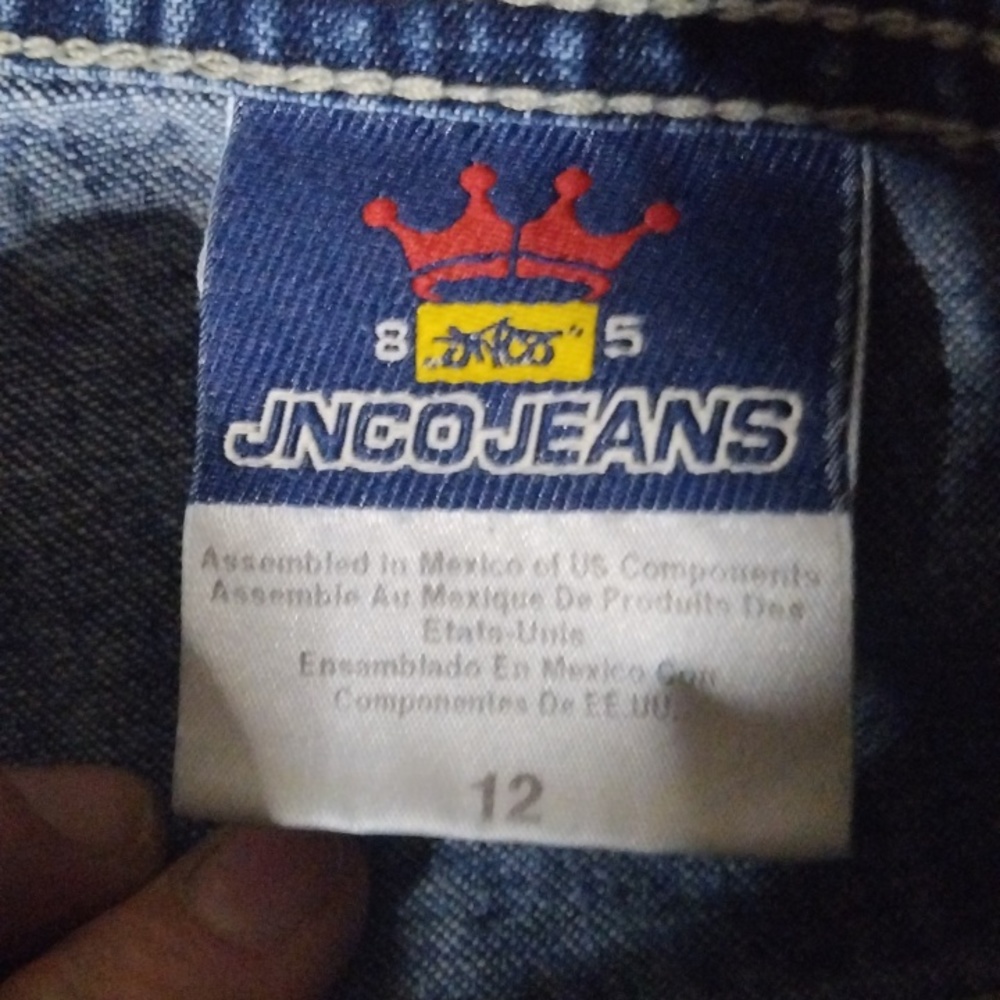 8 "JNCO" 5
JNCO JEANS
Assembled in Mexico of US Components
Assemble Au Mexique De Produits Des
Etats-Unis
Ensamblado En Mexico Con
Componentes De EE.UU.
12